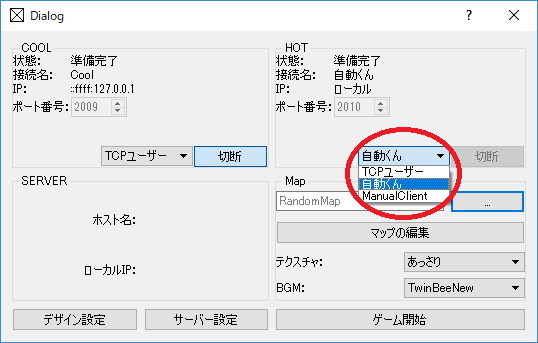 Dialog
COOL
状態: 準備完了
接続名: Cool
IP: ::ffff:127.0.0.1
ポート番号: 2009
TCPユーザー 切断
HOT
状態: 準備完了
接続名: 自動くん
IP: ローカル
ポート番号: 2010
自動くん 切断
TCPユーザー
自動くん
ManualClient
SERVER
ホスト名:
ローカルIP:
Map
RandomMap ...
マップの編集
テクスチャ: あっさり
BGM: TwinBeeNew
デザイン設定 サーバー設定 ゲーム開始